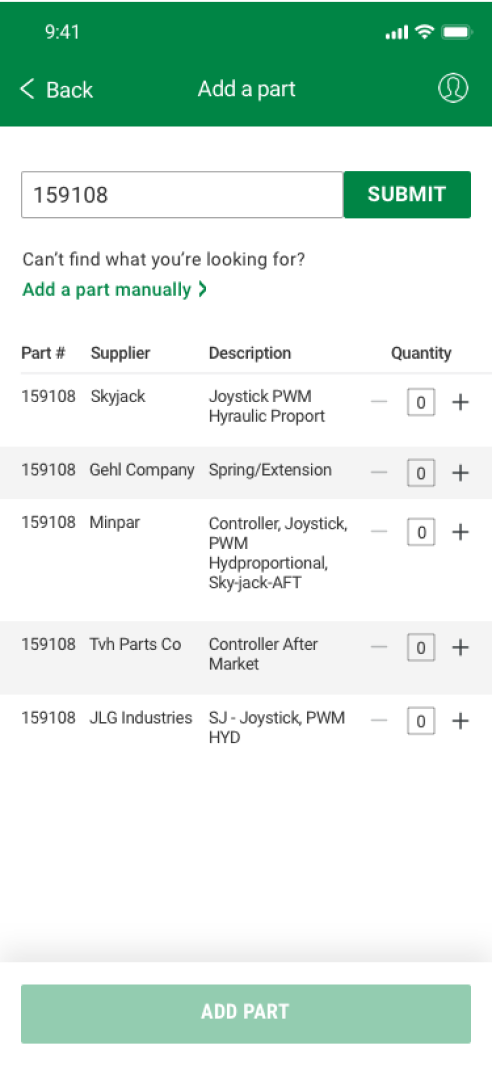 9:41
Back
Add a part
159108
SUBMIT
Can't find what you're looking for?
Add a part manually
Part # Supplier Description Quantity
159108 Skyjack Joystick PWM
Hyraulic Proport
0
159108 Gehl Company Spring/Extension 0
159108 Minpar Controller, Joystick,
PWM
Hydproportional,
Sky-jack-AFT
0
159108 Tvh Parts Co Controller After
Market
0
159108 JLG Industries SJ - Joystick, PWM
HYD
0
ADD PART